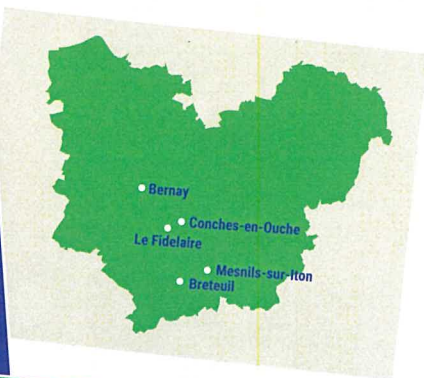 Bernay
Conches-en-Ouche
Le Fidelaire
Mesnils-sur-Iton
Breteuil